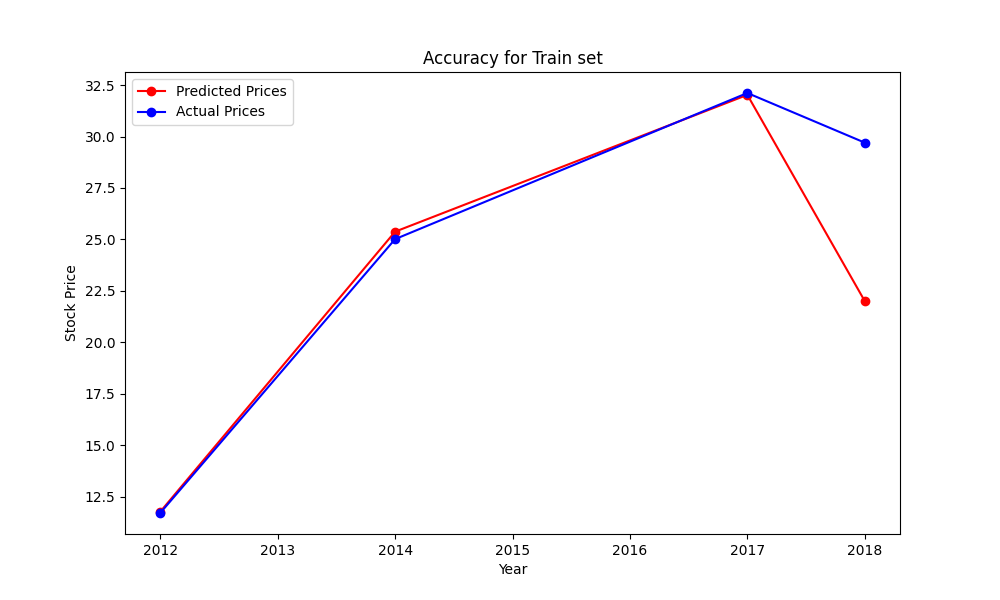 Accuracy for Train set
Predicted Prices
Actual Prices
Stock Price
32.5
30.0
27.5
25.0
22.5
20.0
17.5
15.0
12.5
2012 2013 2014 2015 2016 2017 2018
Year